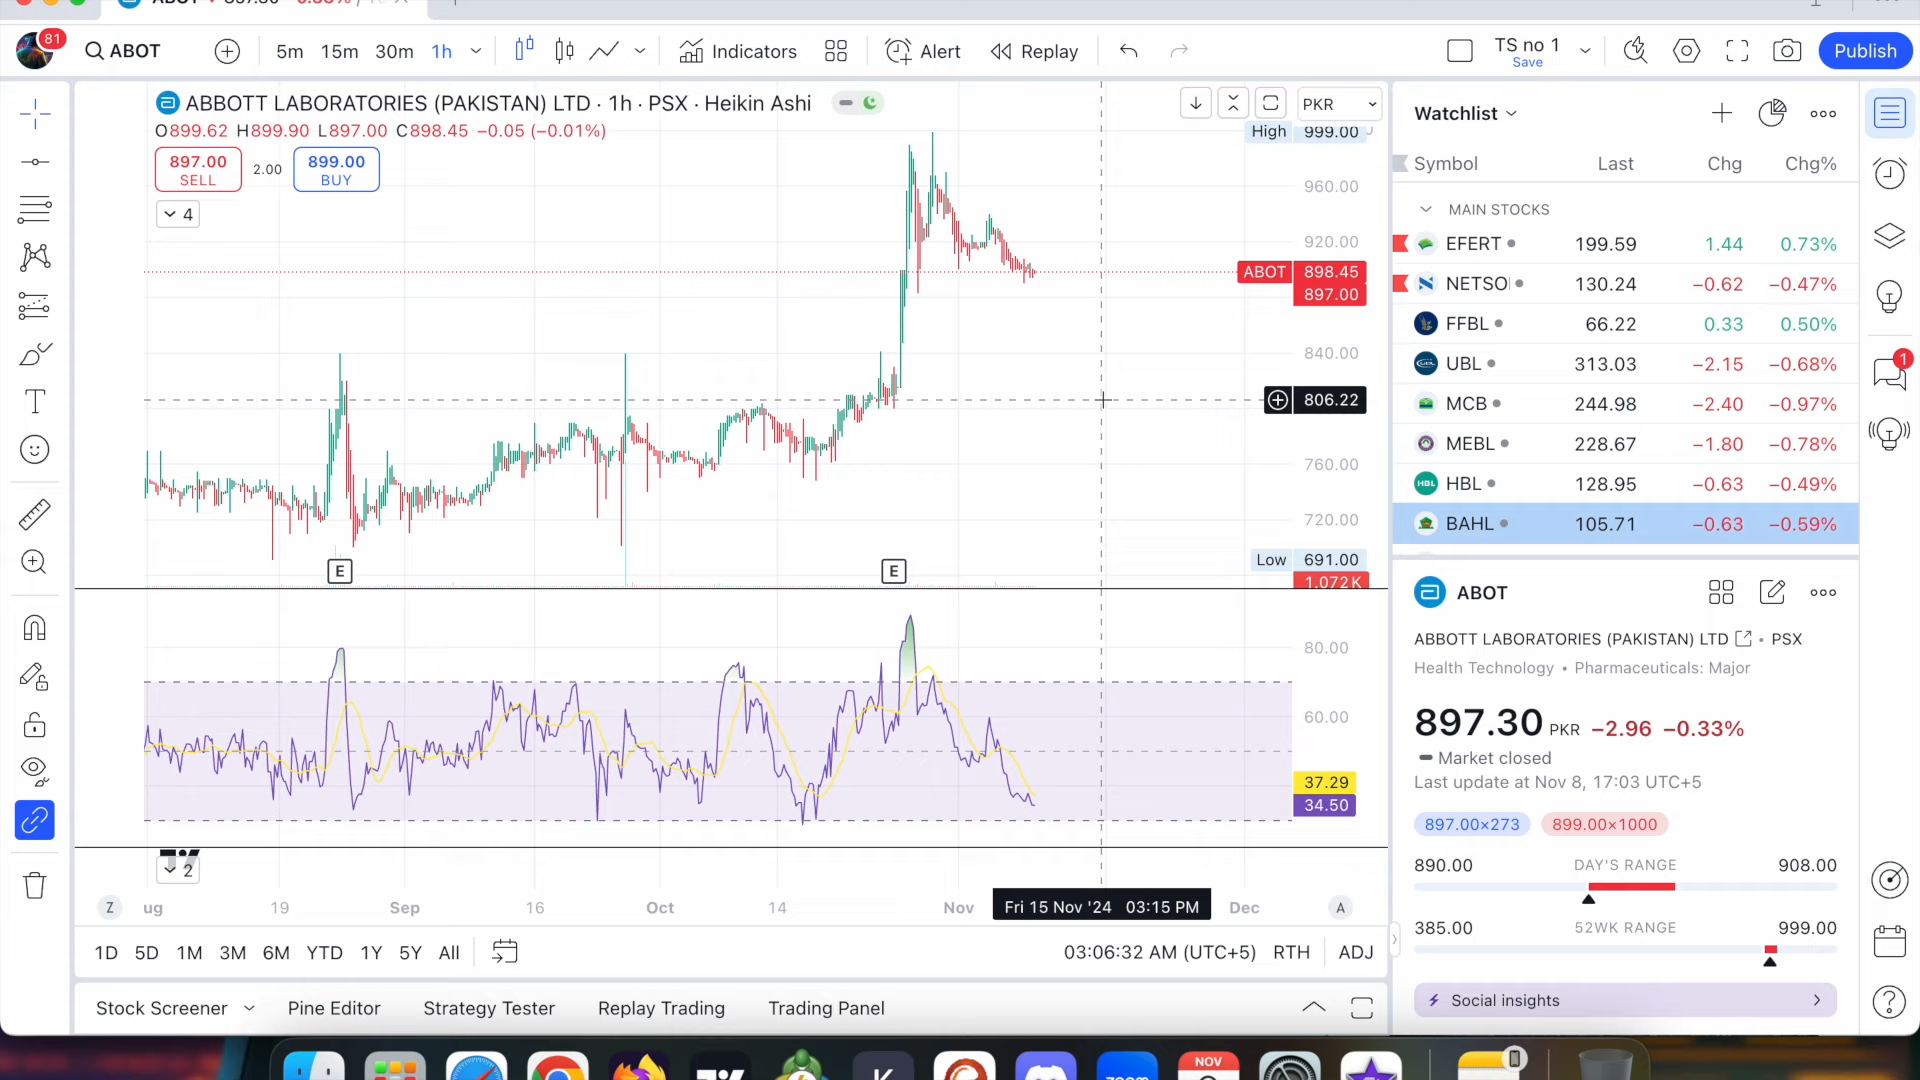 81
ABOT
5m 15m 30m 1h
Indicators
Alert
Replay
TS no 1
Save
Publish
ABBOTT LABORATORIES (PAKISTAN) LTD · 1h · PSX · Heikin Ashi
O899.62 H899.90 L897.00 C898.45 −0.05 (−0.01%)
897.00
SELL
2.00
899.00
BUY
4
PKR
High 999.00
960.00
920.00
ABOT 898.45
897.00
840.00
806.22
760.00
720.00
Low 691.00
1.072K
E E
80.00
60.00
37.29
34.50
2
Z ug 19 Sep 16 Oct 14 Nov Fri 15 Nov '24 03:15 PM Dec A
1D 5D 1M 3M 6M YTD 1Y 5Y All
03:06:32 AM (UTC+5) RTH ADJ
Stock Screener Pine Editor Strategy Tester Replay Trading Trading Panel
Watchlist
Symbol Last Chg Chg%
MAIN STOCKS
EFERT 199.59 1.44 0.73%
NETSO 130.24 −0.62 −0.47%
FFBL 66.22 0.33 0.50%
UBL 313.03 −2.15 −0.68%
MCB 244.98 −2.40 −0.97%
MEBL 228.67 −1.80 −0.78%
HBL HBL 128.95 −0.63 −0.49%
BAHL 105.71 −0.63 −0.59%
ABOT
ABBOTT LABORATORIES (PAKISTAN) LTD • PSX
Health Technology • Pharmaceuticals: Major
897.30 PKR −2.96 −0.33%
Market closed
Last update at Nov 8, 17:03 UTC+5
897.00×273 899.00×1000
890.00 DAY'S RANGE 908.00
385.00 52WK RANGE 999.00
Social insights
1
NOV
zoom